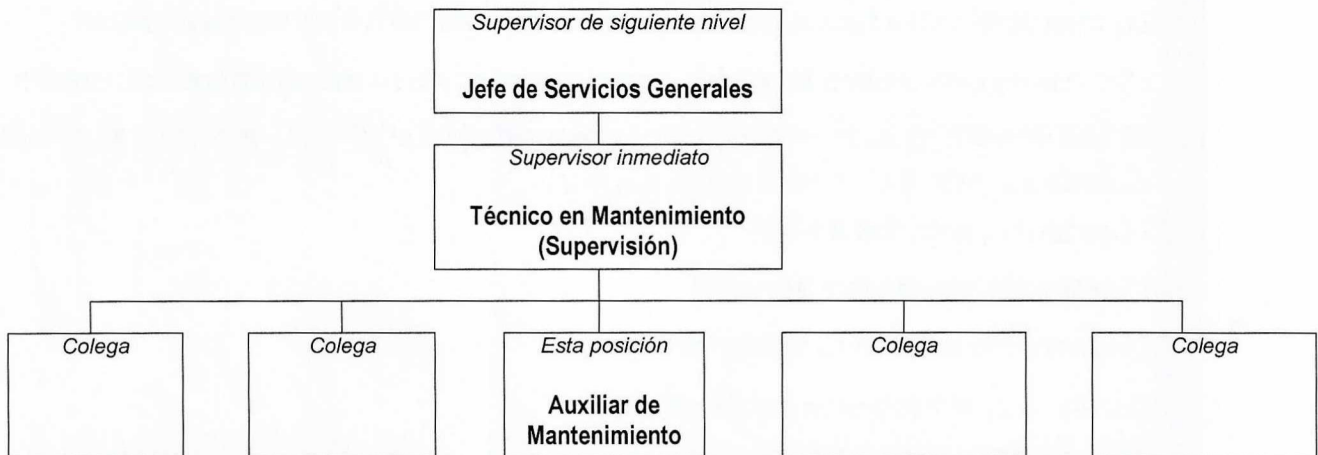 Supervisor de siguiente nivel
Jefe de Servicios Generales
Supervisor inmediato
Técnico en Mantenimiento
(Supervisión)
Colega
Colega
Esta posición
Auxiliar de
Mantenimiento
Colega
Colega